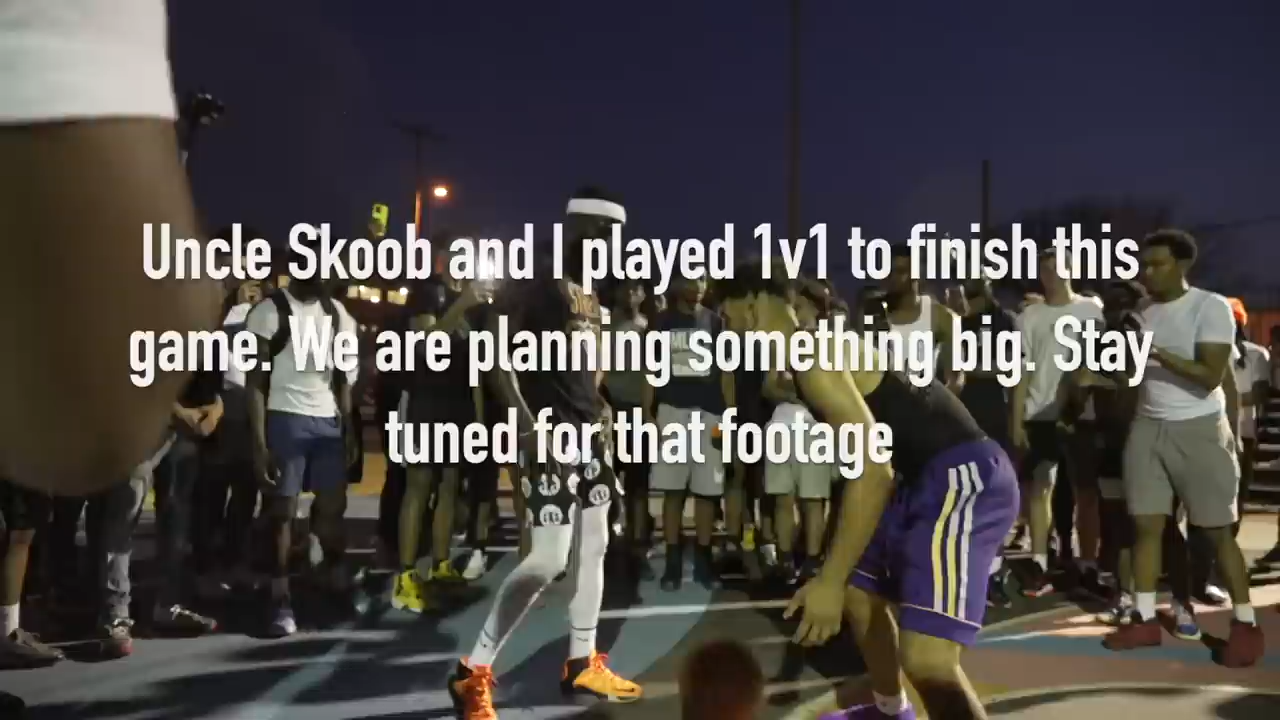 Uncle Skoob and I played 1v1 to finish this
game. We are planning something big. Stay
tuned for that footage